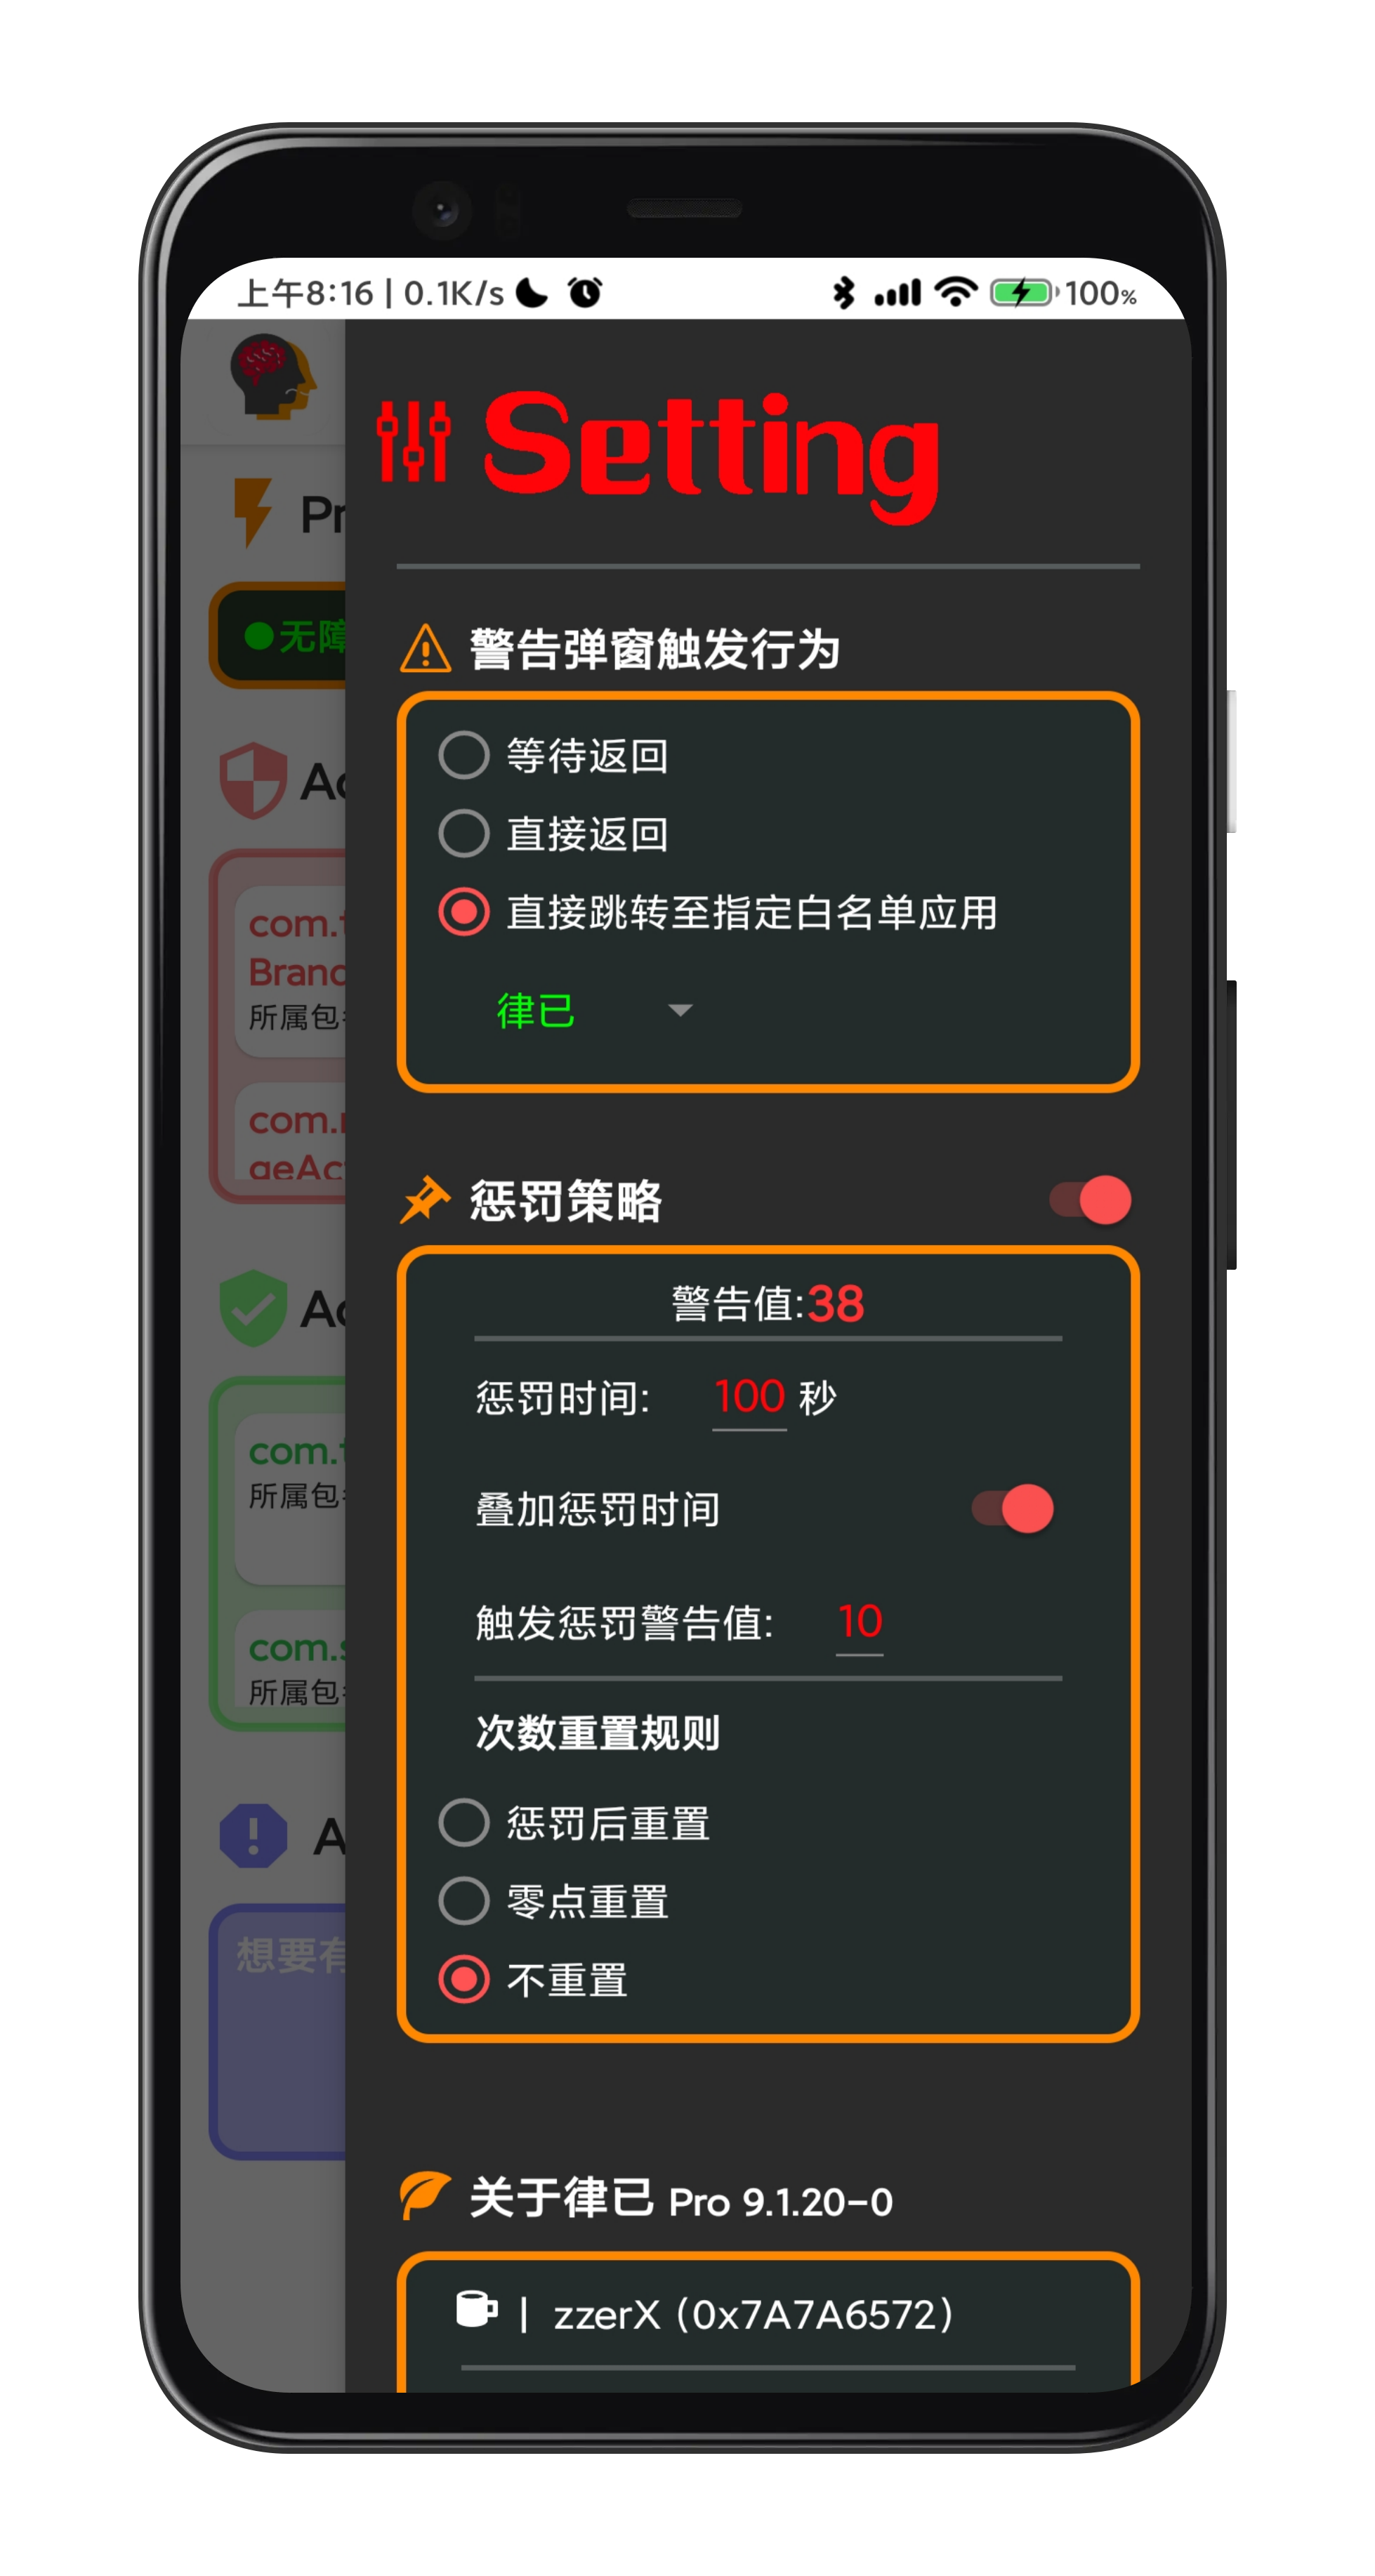 上午8:16 | 0.1K/s
100%
Setting
Pr
无障
警告弹窗触发行为
等待返回
直接返回
直接跳转至指定白名单应用
律己
Ac
com.t
Branc
所属包
com.r
geAc
惩罚策略
警告值:38
惩罚时间: 100 秒
叠加惩罚时间
触发惩罚警告值: 10
次数重置规则
惩罚后重置
零点重置
不重置
Ac
com.t
所属包
com.s
所属包
A
想要有
关于律己 Pro 9.1.20-0
| zzerX (0x7A7A6572)